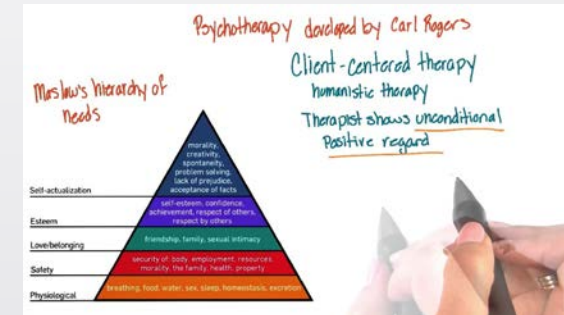 Psychotherapy developed by Carl Rogers
Client-centered therapy
humanistic therapy
Therapist shows unconditional
Positive regard
Maslow's hierarchy of
needs
morality,
creativity,
spontaneity,
problem solving,
lack of prejudice,
acceptance of facts
Self-actualization
self-esteem, confidence,
achievement, respect of others,
respect by others
Esteem
friendship, family, sexual intimacy
Love/belonging
security of: body, employment, resources,
morality, the family, health, property
Safety
breathing, food, water, sex, sleep, homeostasis, excretion
Physiological